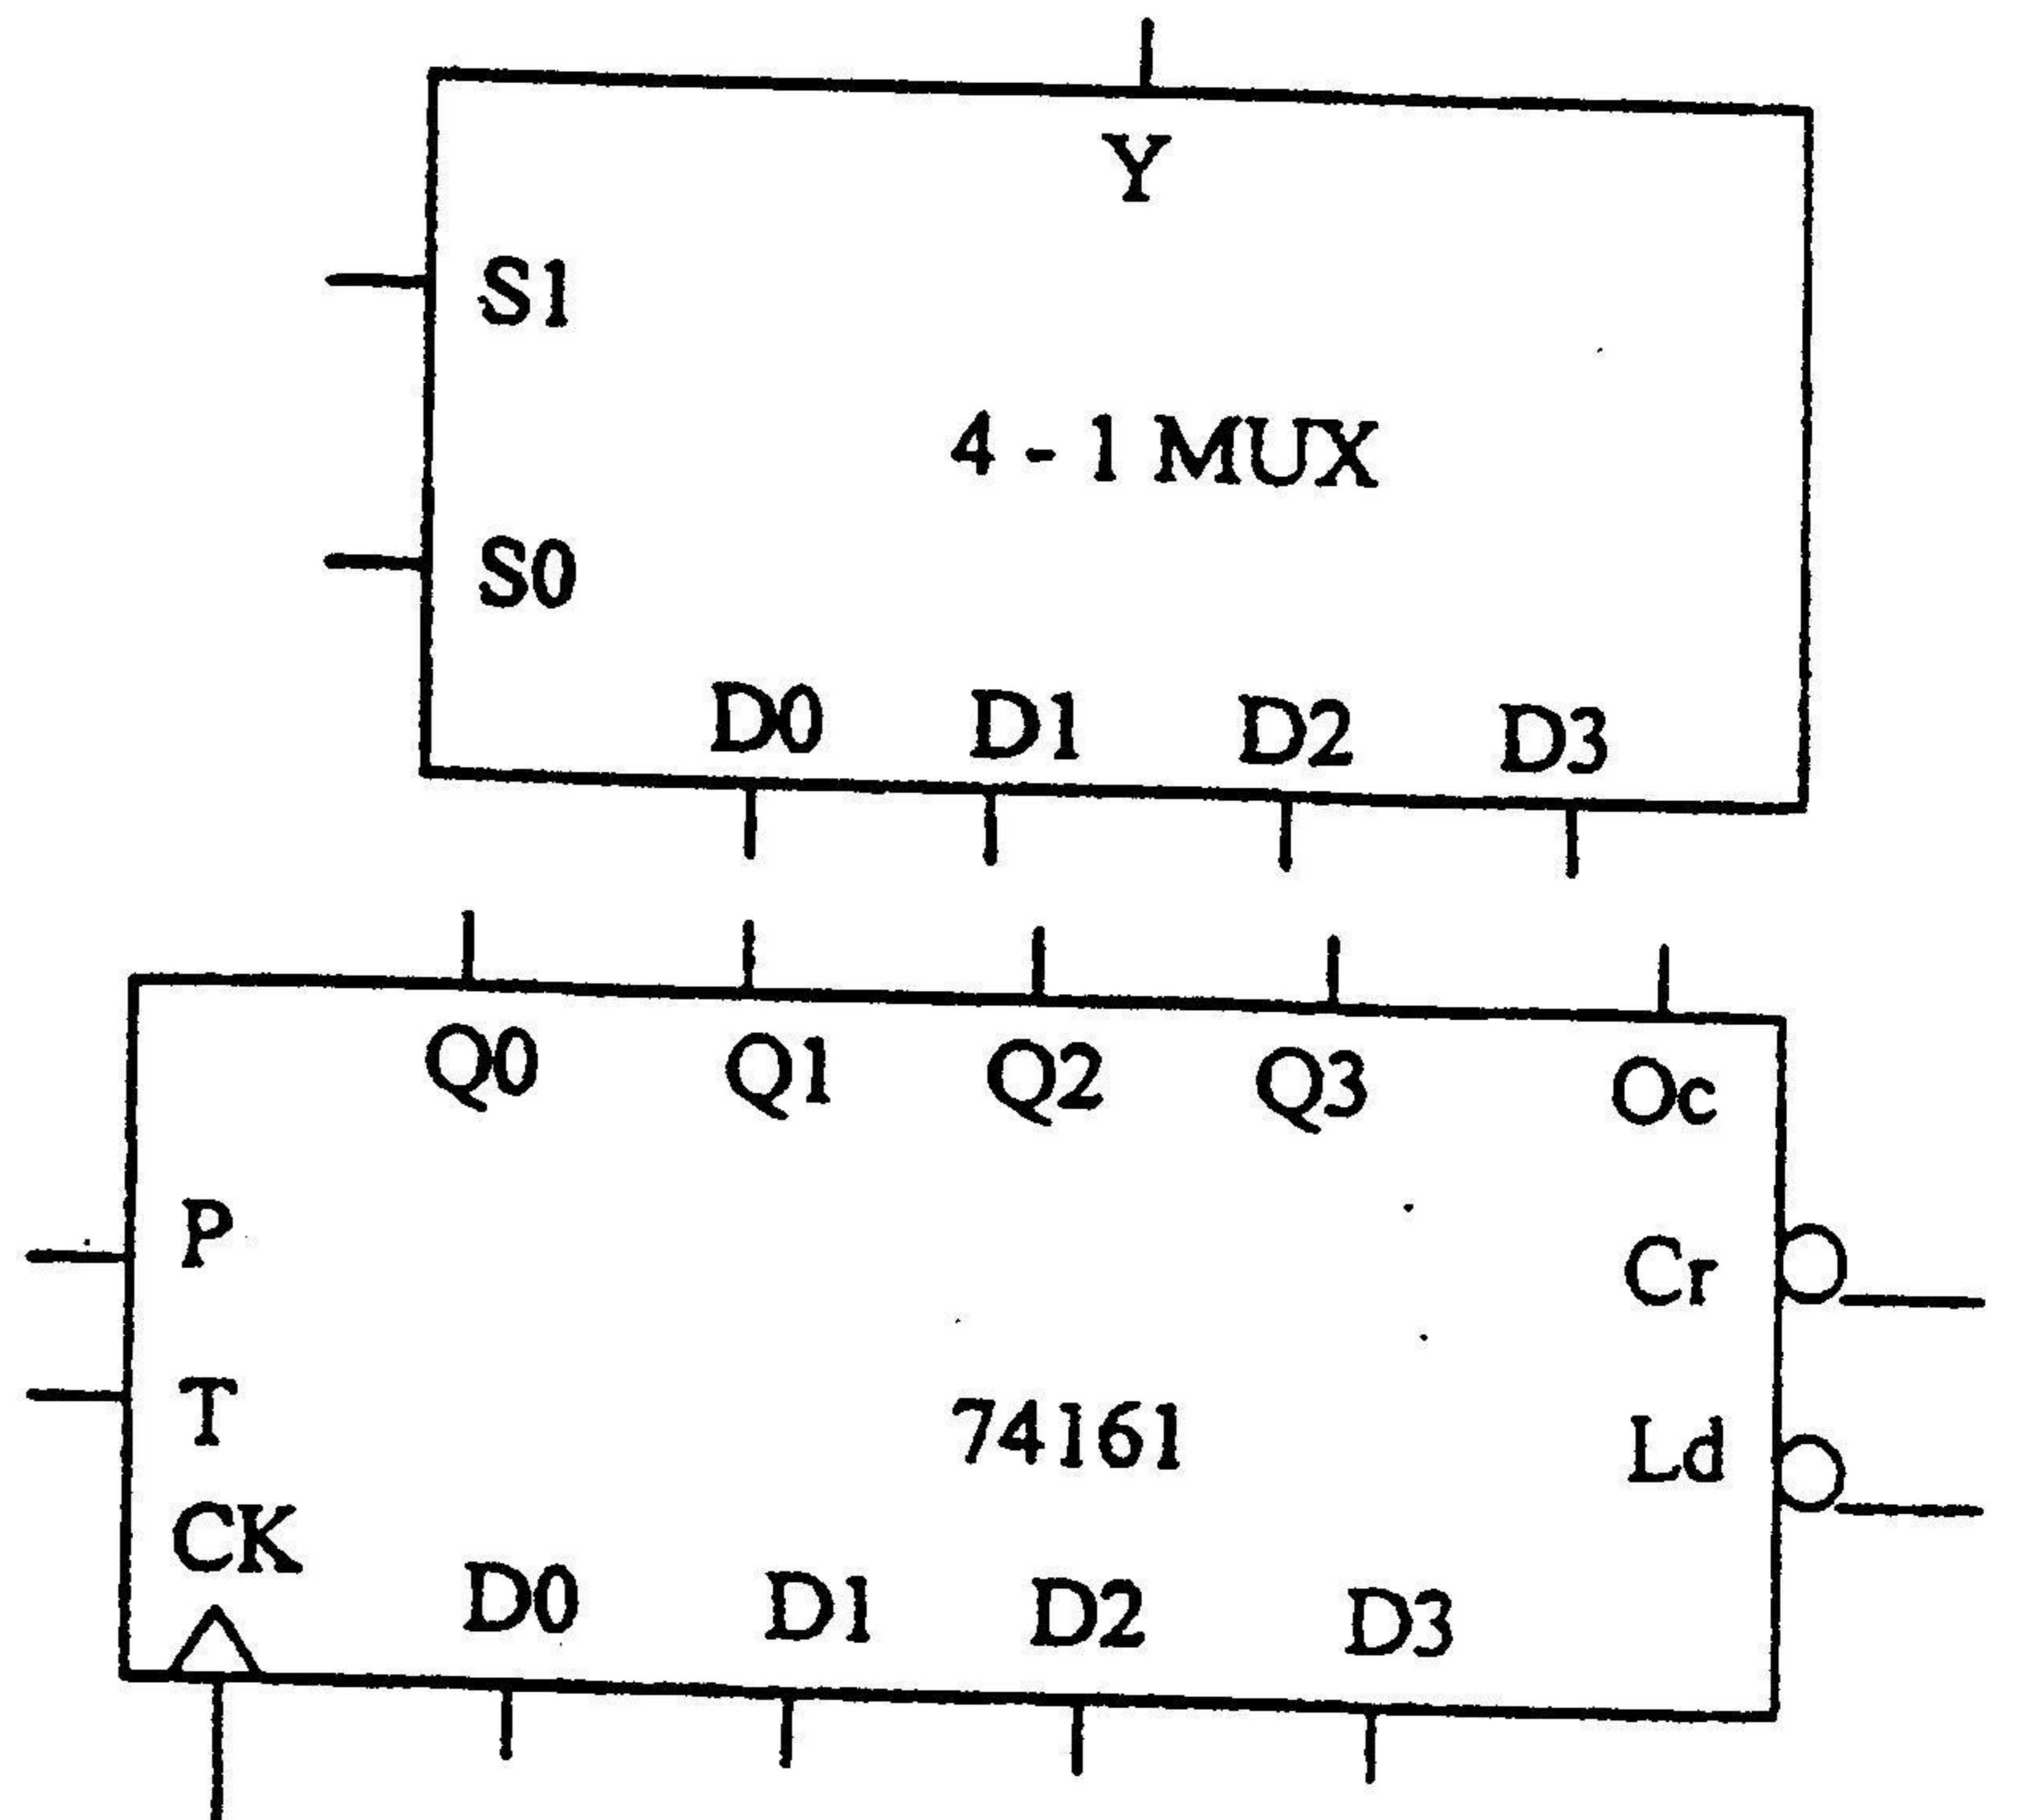 Y
S1
4 - 1 MUX
S0
D0 D1 D2 D3
Q0 Q1 Q2 Q3 Oc
P
Cr
T
74161
Ld
CK
D0 D1 D2 D3